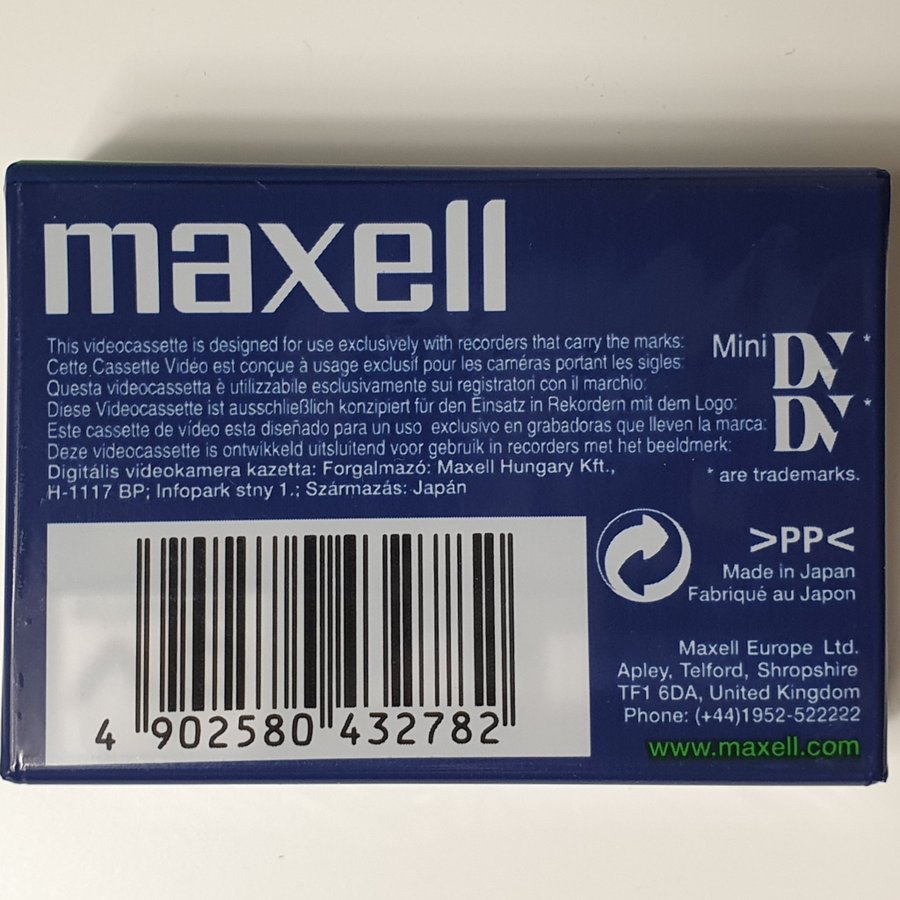 maxell
This videocassette is designed for use exclusively with recorders that carry the marks:
Cette Cassette Vidéo est conçue à usage exclusif pour les caméras portant les sigles:
Questa videocassetta è utilizzabile esclusivamente sui registratori con il marchio:
Diese Videocassette ist ausschließlich konzipiert für den Einsatz in Rekordern mit dem Logo:
Este cassette de vídeo esta diseñado para un uso exclusivo en grabadoras que lleven la marca:
Deze videocassette is ontwikkeld uitsluitend voor gebruik in recorders met het beeldmerk:
Digitális videokamera kazetta: Forgalmazó: Maxell Hungary Kft.,
H-1117 BP; Infopark stny 1.; Származás: Japán
Mini DV *
DV *
* are trademarks.
4 902580 432782
>PP<
Made in Japan
Fabriqué au Japon
Maxell Europe Ltd.
Apley, Telford, Shropshire
TF1 6DA, United Kingdom
Phone: (+44)1952-522222
www.maxell.com